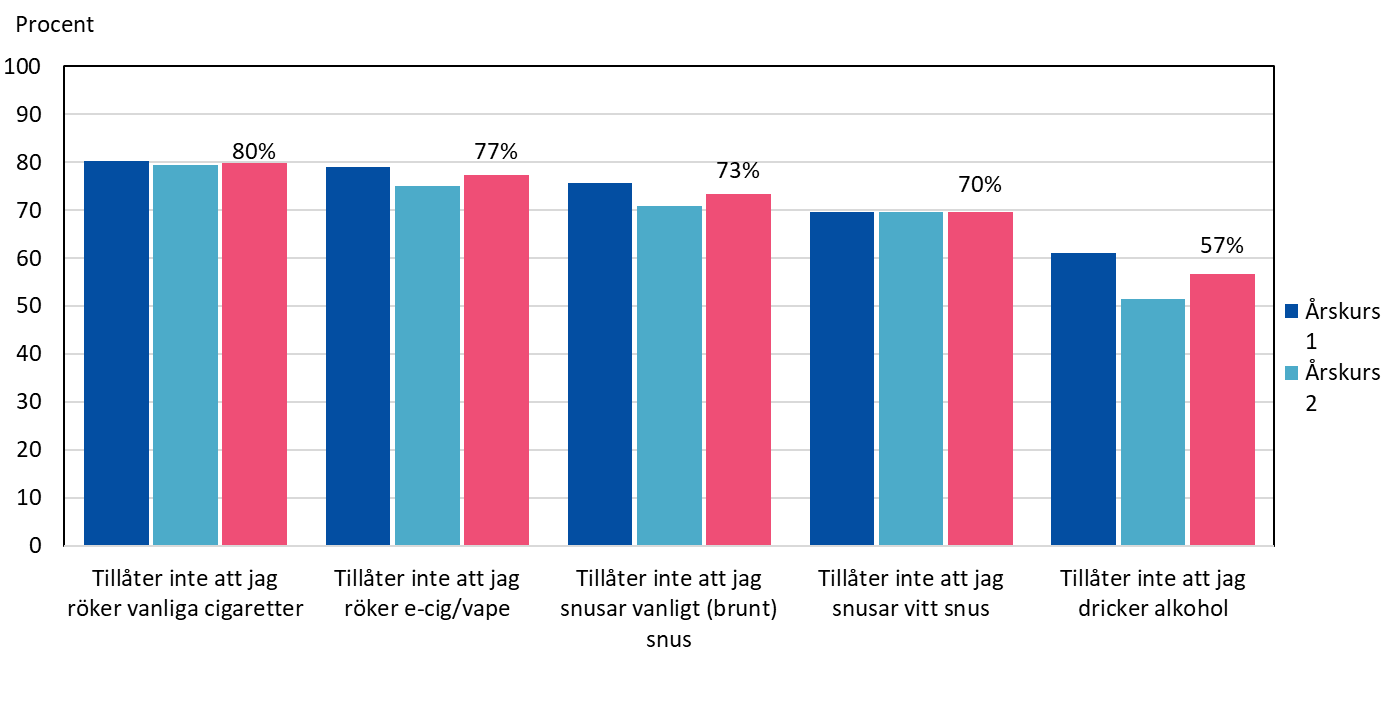 Procent
100
90
80
70
60
50
40
30
20
10
0
80%
77%
73%
70%
57%
Tillåter inte att jag
röker vanliga cigaretter
Tillåter inte att jag
röker e-cig/vape
Tillåter inte att jag
snusar vanligt (brunt)
snus
Tillåter inte att jag
snusar vitt snus
Tillåter inte att jag
dricker alkohol
Årskurs
1
Årskurs
2